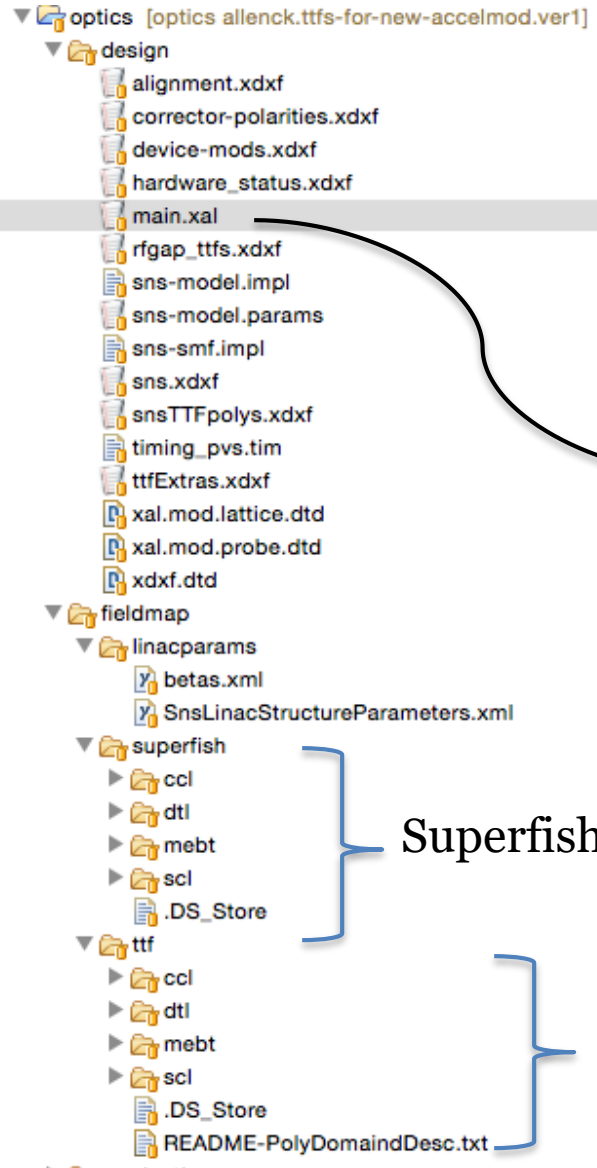 optics [optics allenck.ttfs-for-new-accelmod.ver1]
design
alignment.xdxf
corrector-polarities.xdxf
device-mods.xdxf
hardware_status.xdxf
main.xal
rfgap_ttfs.xdxf
sns-model.impl
sns-model.params
sns-smf.impl
sns.xdxf
snsTTFpolys.xdxf
timing_pvs.tim
ttfExtras.xdxf
xal.mod.lattice.dtd
xal.mod.probe.dtd
xdxf.dtd
fieldmap
linacparams
betas.xml
SnsLinacStructureParameters.xml
superfish
ccl
dtl
mebt
Superfish
scl
.DS_Store
ttf
ccl
dtl
mebt
scl
.DS_Store
README-PolyDomaindDesc.txt